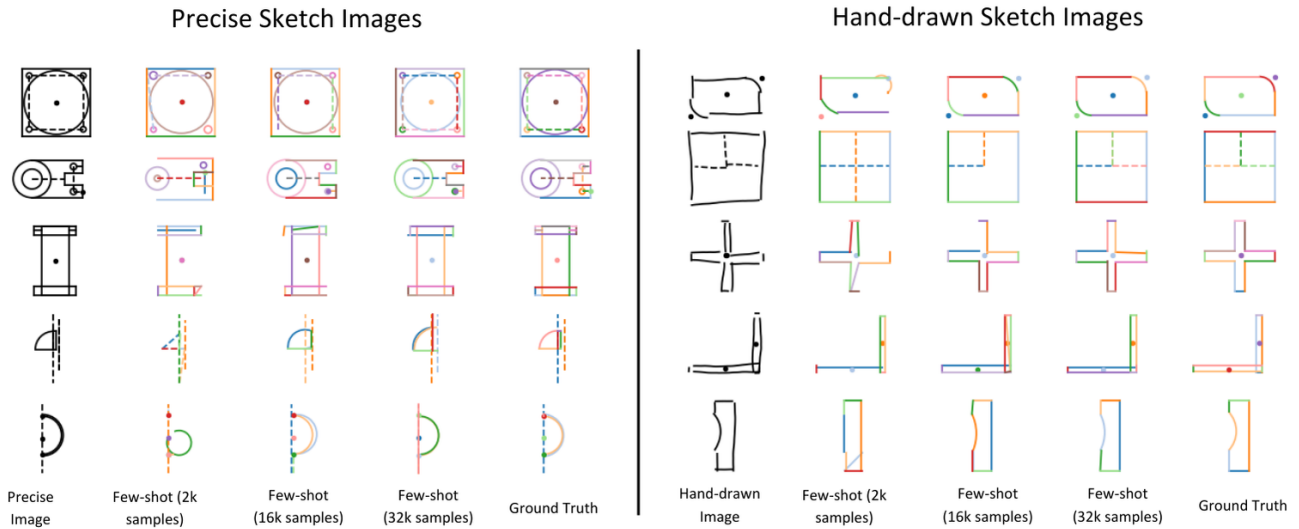 Precise Sketch Images
Hand-drawn Sketch Images
Precise
Image
Few-shot (2k
samples)
Few-shot
(16k samples)
Few-shot
(32k samples)
Ground Truth
Hand-drawn
Image
Few-shot (2k
samples)
Few-shot
(16k samples)
Few-shot
(32k samples)
Ground Truth